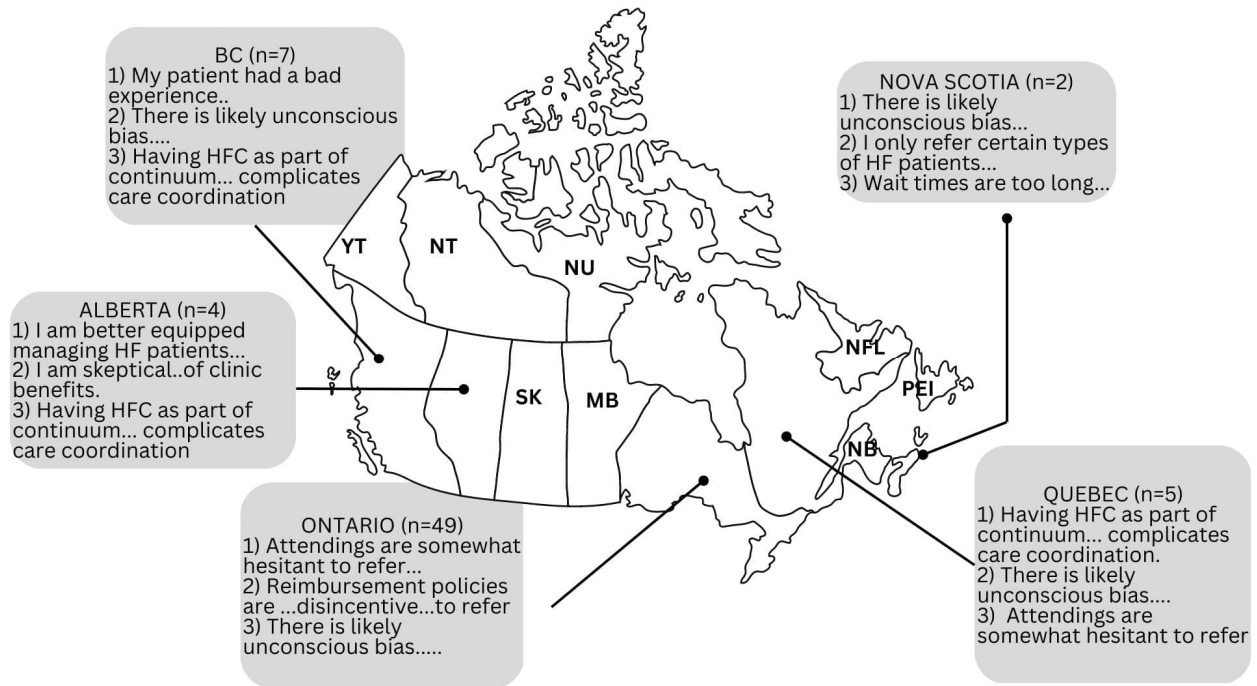 BC (n=7)
1) My patient had a bad
experience..
2) There is likely unconscious
bias....
3) Having HFC as part of
continuum... complicates
care coordination
NOVA SCOTIA (n=2)
1) There is likely
unconscious bias...
2) I only refer certain types
of HF patients...
3) Wait times are too long...
YT
NT
NU
ALBERTA (n=4)
1) I am better equipped
managing HF patients...
2) I am skeptical..of clinic
benefits.
3) Having HFC as part of
continuum... complicates
care coordination
SK
MB
NFL
PEI
NB
ONTARIO (n=49)
1) Attendings are somewhat
hesitant to refer...
2) Reimbursement policies
are ...disincentive...to refer
3) There is likely
unconscious bias.....
QUEBEC (n=5)
1) Having HFC as part of
continuum... complicates
care coordination.
2) There is likely
unconscious bias....
3) Attendings are
somewhat hesitant to refer